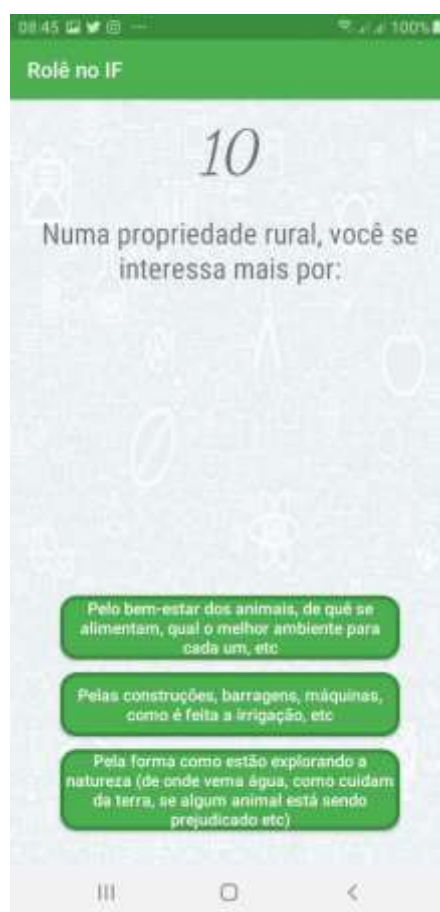 08:45
100%
Rolê no IF
10
Numa propriedade rural, você se
interessa mais por:
Pelo bem-estar dos animais, de quê se
alimentam, qual o melhor ambiente para
cada um, etc
Pelas construções, barragens, máquinas,
como é feita a irrigação, etc
Pela forma como estão explorando a
natureza (de onde vema água, como cuidam
da terra, se algum animal está sendo
prejudicado etc)